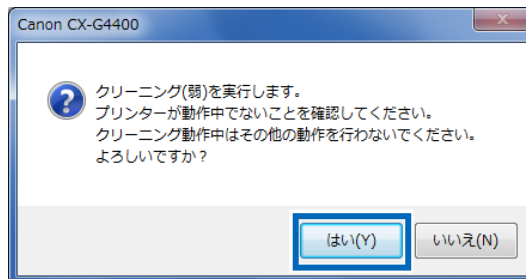 Canon CX-G4400
クリーニング(弱)を実行します。
プリンターが動作中でないことを確認してください。
クリーニング動作中はその他の動作を行わないでください。
よろしいですか？
はい(Y) いいえ(N)